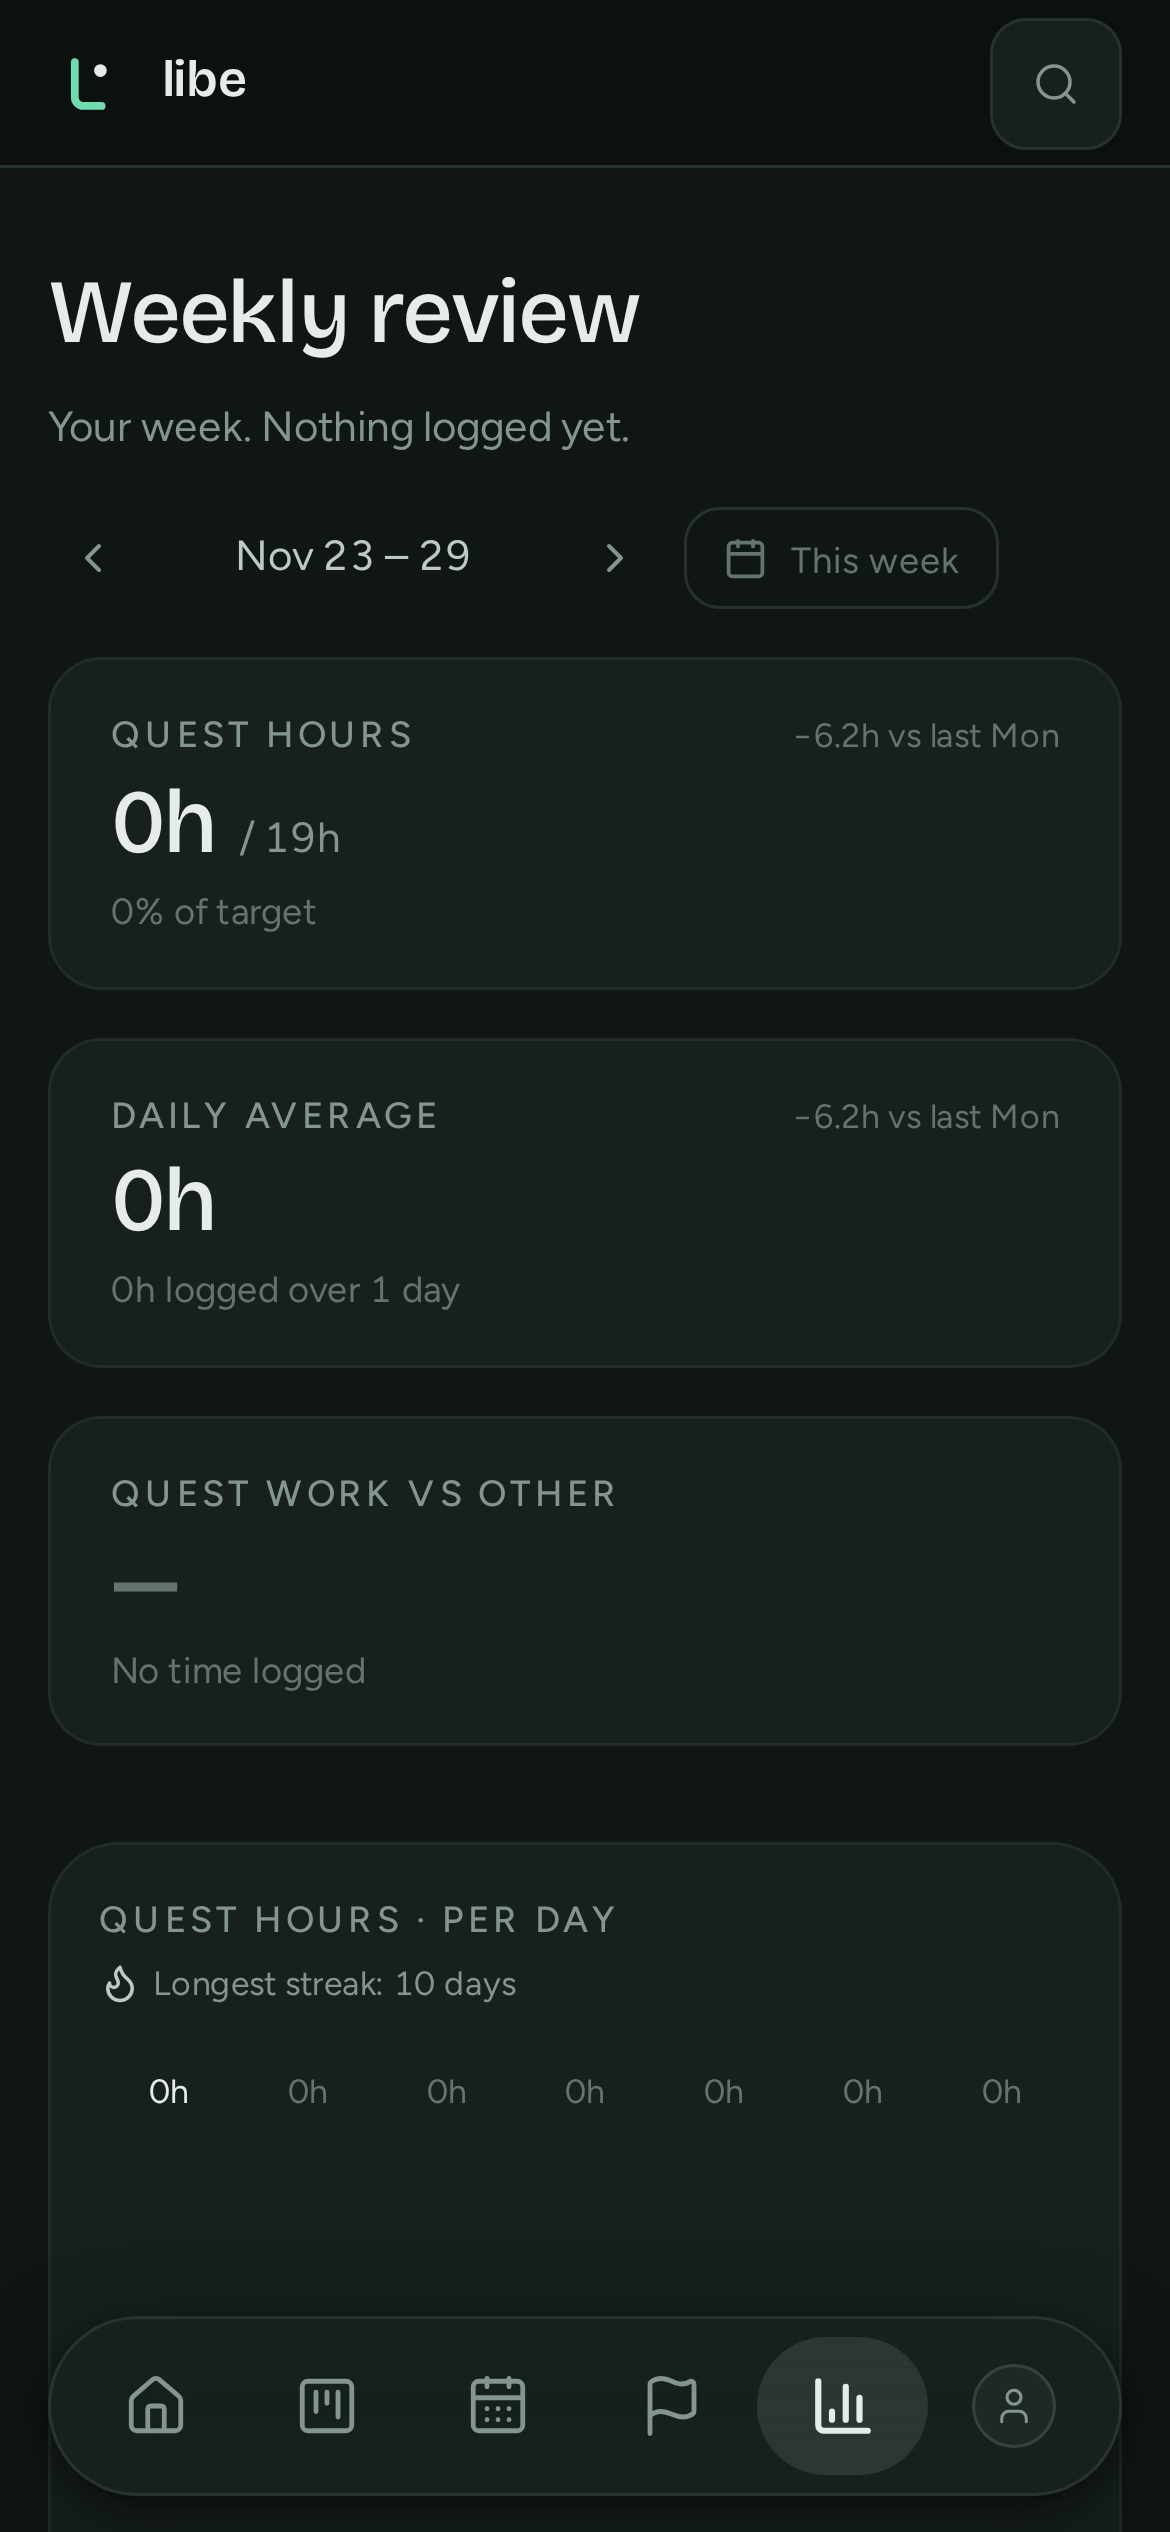 libe
Weekly review
Your week. Nothing logged yet.
Nov 23 – 29
This week
QUEST HOURS
−6.2h vs last Mon
0h / 19h
0% of target
DAILY AVERAGE
−6.2h vs last Mon
0h
0h logged over 1 day
QUEST WORK VS OTHER
—
No time logged
QUEST HOURS · PER DAY
Longest streak: 10 days
0h 0h 0h 0h 0h 0h 0h